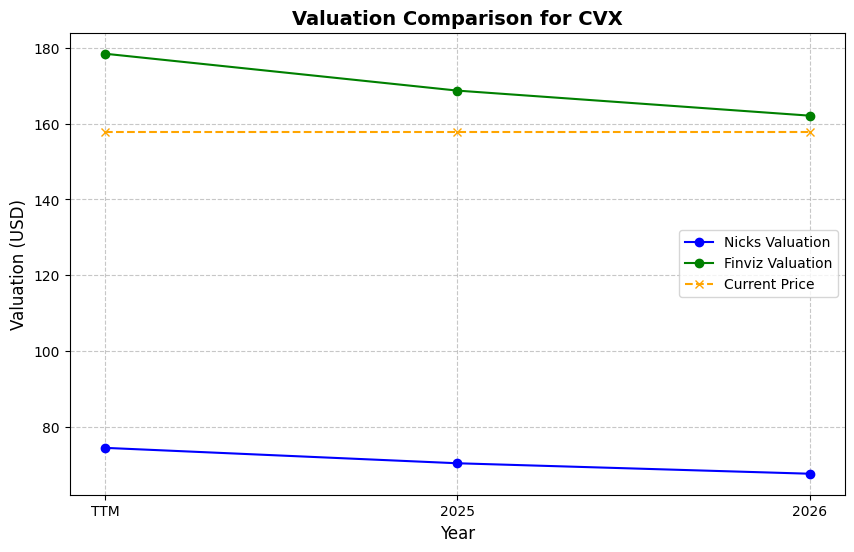 Valuation Comparison for CVX
Valuation (USD)
180
160
140
120
100
80
Nicks Valuation
Finviz Valuation
Current Price
TTM
2025
2026
Year